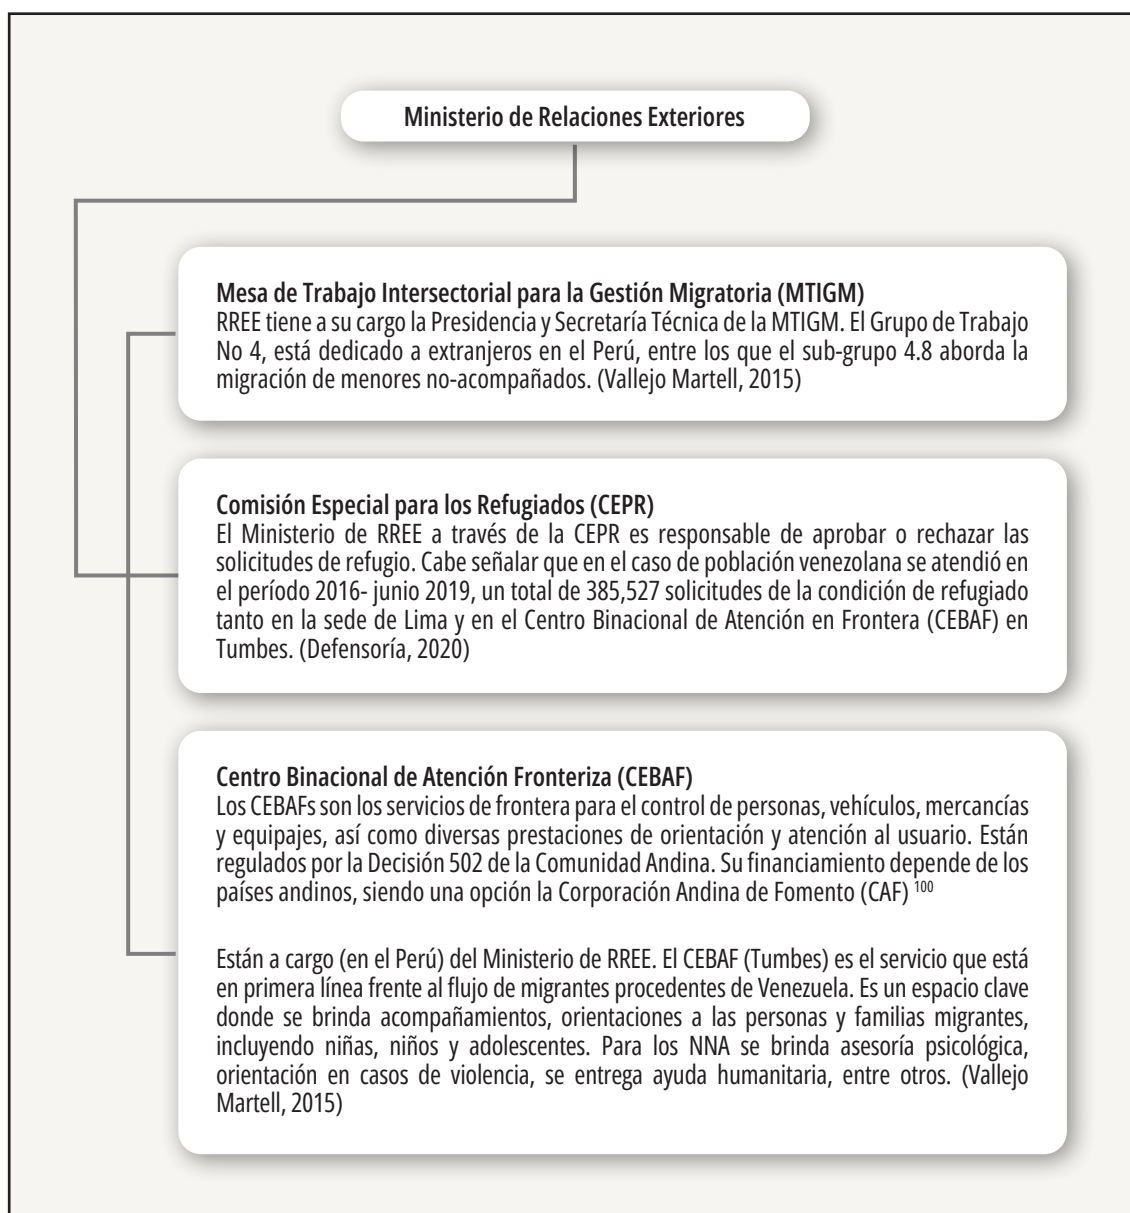 Ministerio de Relaciones Exteriores
Mesa de Trabajo Intersectorial para la Gestión Migratoria (MTIGM)
RREE tiene a su cargo la Presidencia y Secretaría Técnica de la MTIGM. El Grupo de Trabajo
No 4, está dedicado a extranjeros en el Perú, entre los que el sub-grupo 4.8 aborda la
migración de menores no-acompañados. (Vallejo Martell, 2015)
Comisión Especial para los Refugiados (CEPR)
El Ministerio de RREE a través de la CEPR es responsable de aprobar o rechazar las
solicitudes de refugio. Cabe señalar que en el caso de población venezolana se atendió en
el período 2016- junio 2019, un total de 385,527 solicitudes de la condición de refugiado
tanto en la sede de Lima y en el Centro Binacional de Atención en Frontera (CEBAF) en
Tumbes. (Defensoría, 2020)
Centro Binacional de Atención Fronteriza (CEBAF)
Los CEBAFs son los servicios de frontera para el control de personas, vehículos, mercancías
y equipajes, así como diversas prestaciones de orientación y atención al usuario. Están
regulados por la Decisión 502 de la Comunidad Andina. Su financiamiento depende de los
países andinos, siendo una opción la Corporación Andina de Fomento (CAF) 100
Están a cargo (en el Perú) del Ministerio de RREE. El CEBAF (Tumbes) es el servicio que está
en primera línea frente al flujo de migrantes procedentes de Venezuela. Es un espacio clave
donde se brinda acompañamientos, orientaciones a las personas y familias migrantes,
incluyendo niñas, niños y adolescentes. Para los NNA se brinda asesoría psicológica,
orientación en casos de violencia, se entrega ayuda humanitaria, entre otros. (Vallejo
Martell, 2015)